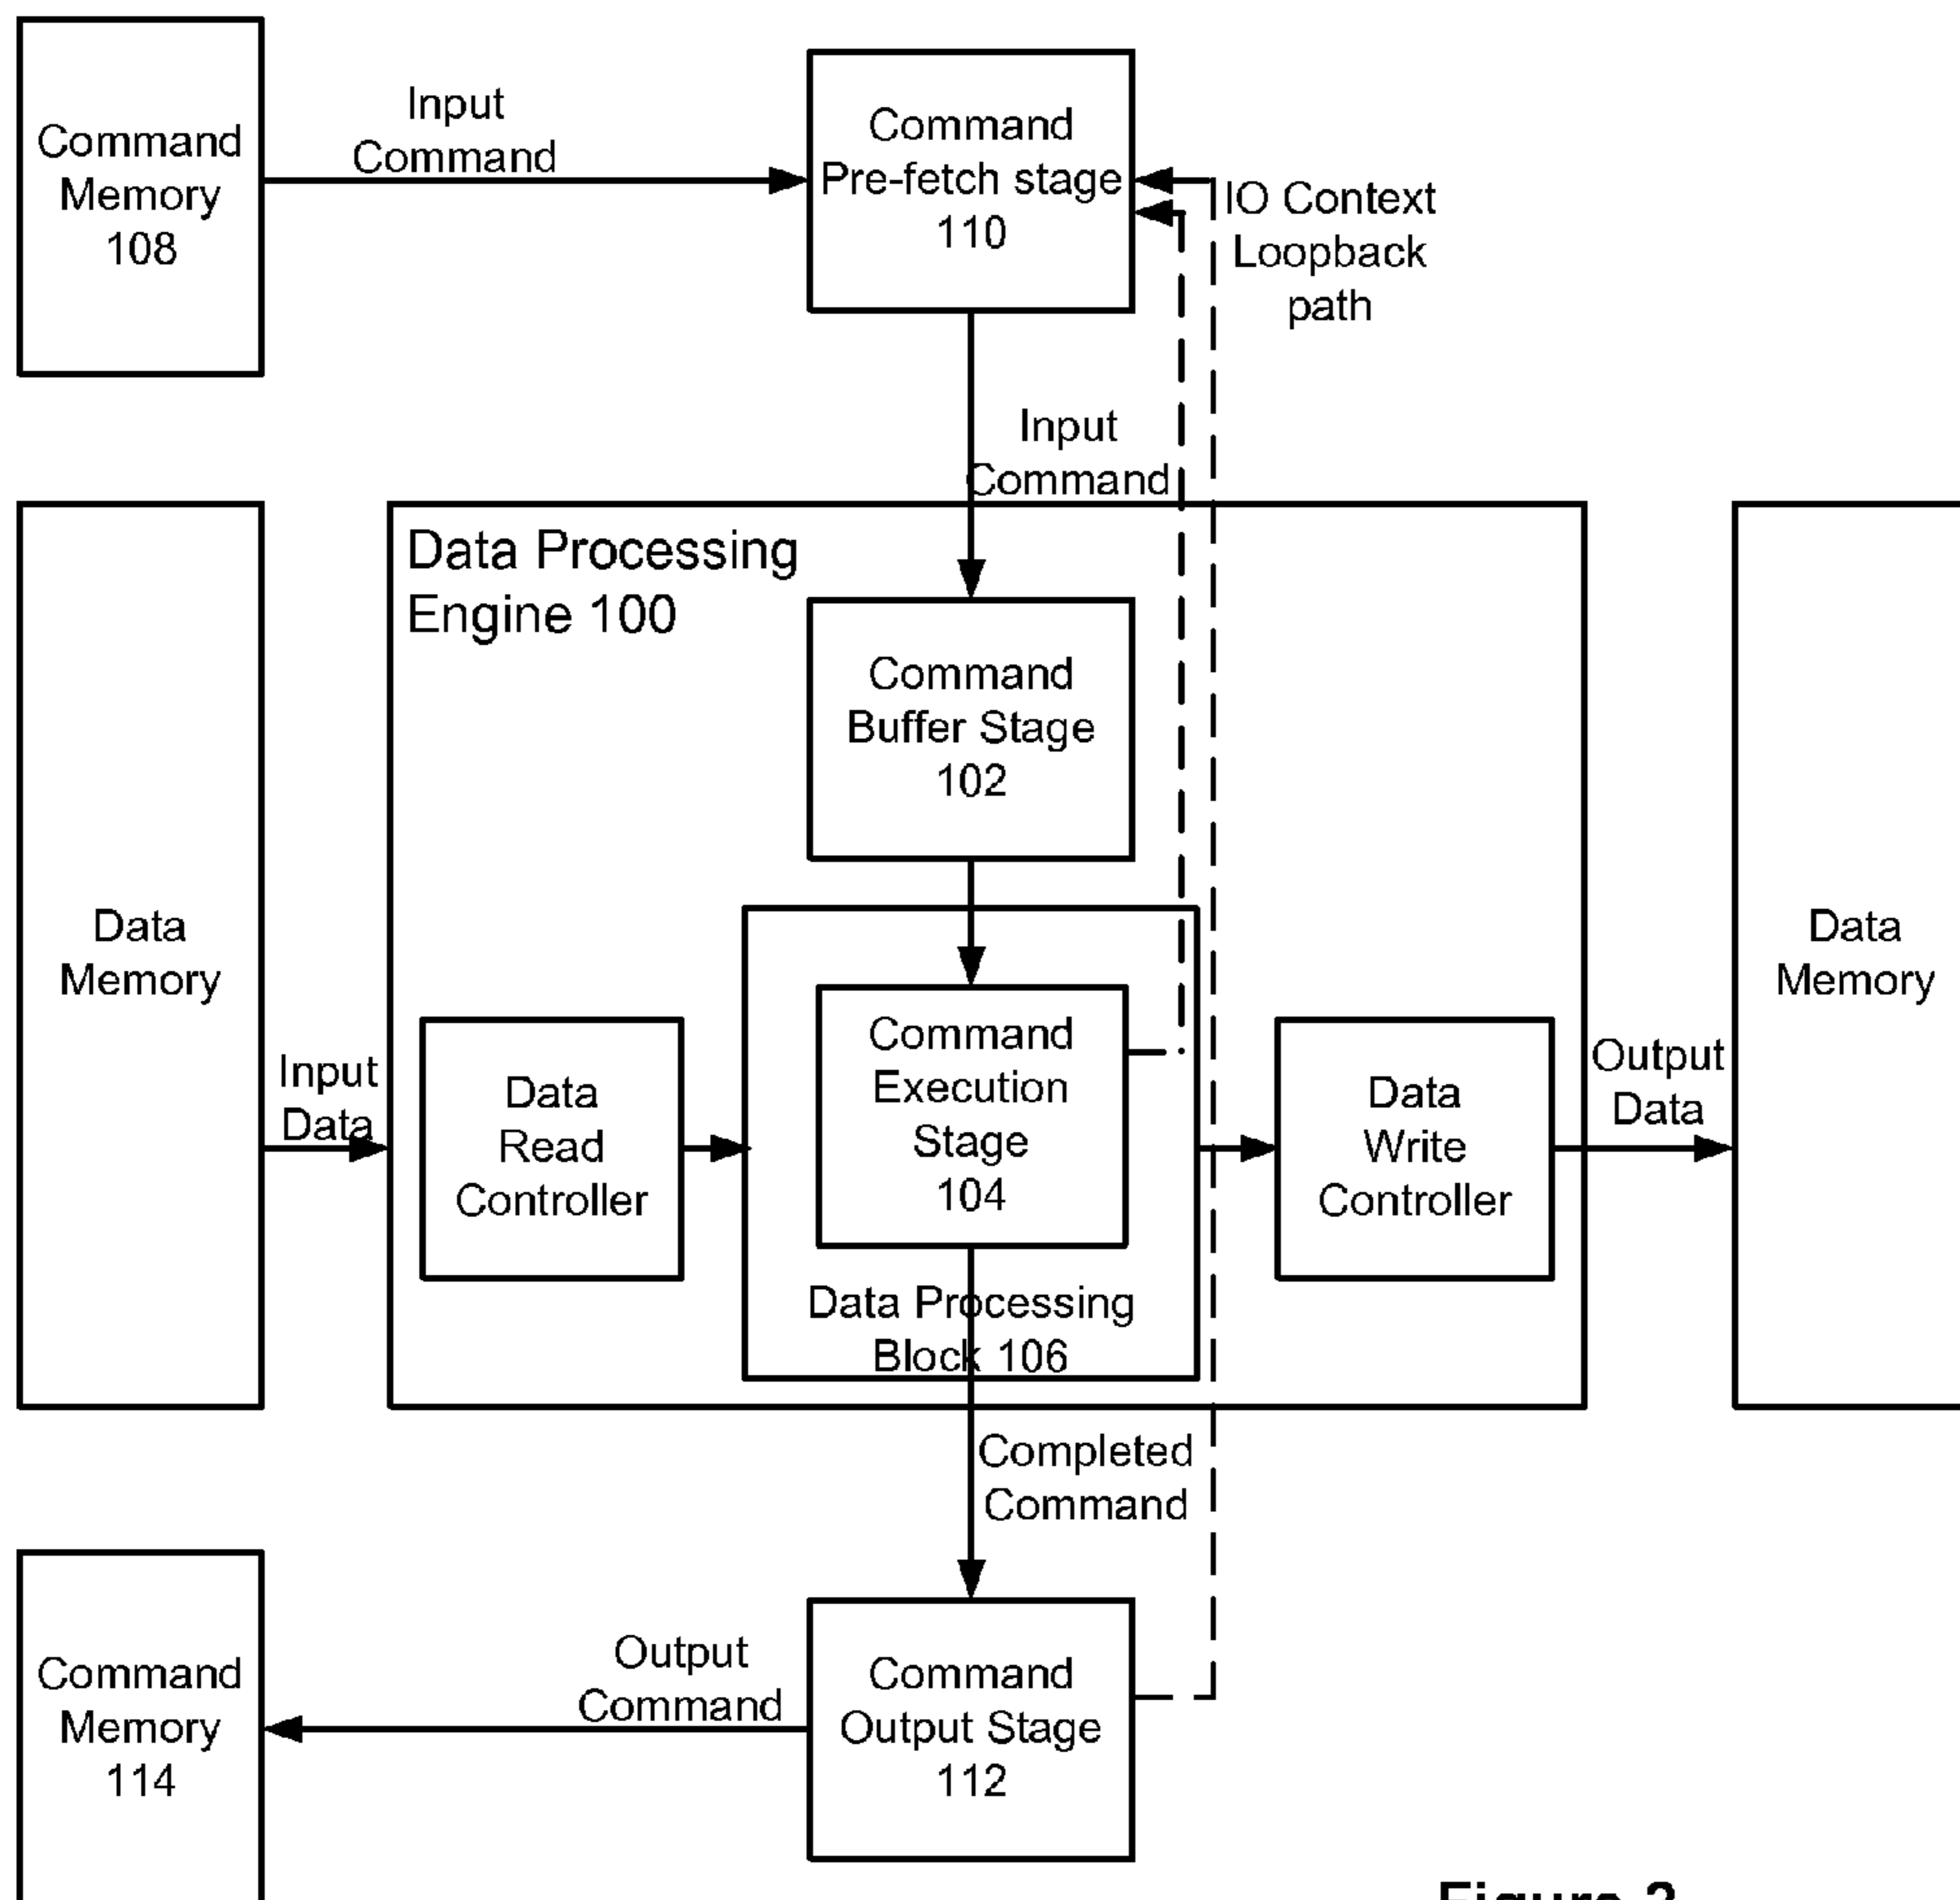 Command
Memory
108
Input
Command
Command
Pre-fetch stage
110
IO Context
Loopback
path
Input
Command
Data Processing
Engine 100
Command
Buffer Stage
102
Data
Memory
Input
Data
Data
Read
Controller
Command
Execution
Stage
104
Data Processing
Block 106
Data
Write
Controller
Output
Data
Data
Memory
Completed
Command
Command
Memory
114
Output
Command
Command
Output Stage
112